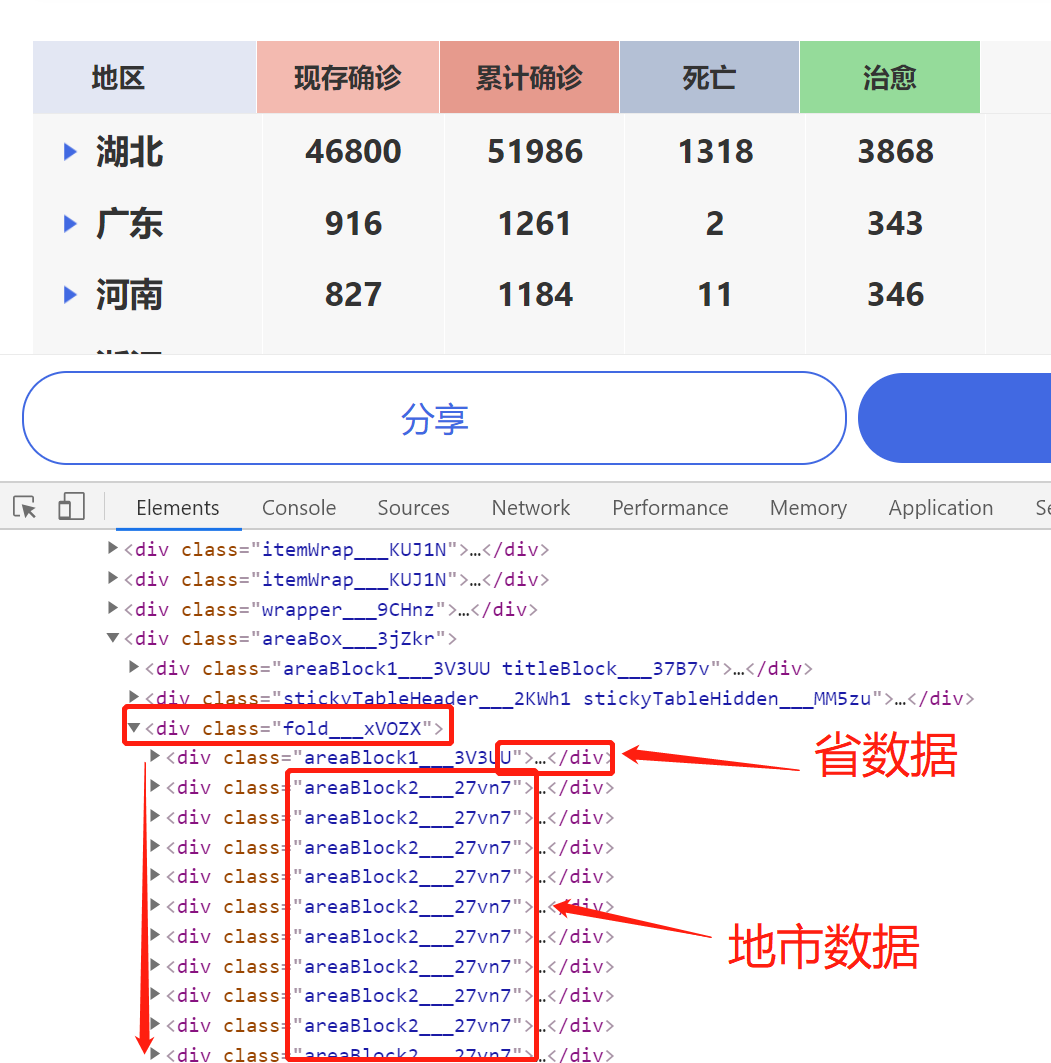 地区 现存确诊 累计确诊 死亡 治愈
湖北 46800 51986 1318 3868
广东 916 1261 2 343
河南 827 1184 11 346
分享
Elements Console Sources Network Performance Memory Application
<div class="itemWrap___KUJ1N">…</div>
<div class="itemWrap___KUJ1N">…</div>
<div class="wrapper___9CHnz">…</div>
<div class="areaBox___3jZkr">
<div class="areaBlock1___3V3UU titleBlock___37B7v">…</div>
<div class="stickyTableHeader___2KWh1 stickyTableHidden___MM5zu">…</div>
<div class="fold___xVOZX">
<div class="areaBlock1___3V3UU">…</div>
省数据
<div class="areaBlock2___27vn7">…</div>
<div class="areaBlock2___27vn7">…</div>
<div class="areaBlock2___27vn7">…</div>
<div class="areaBlock2___27vn7">…</div>
<div class="areaBlock2___27vn7">…</div>
<div class="areaBlock2___27vn7">…</div>
地市数据
<div class="areaBlock2___27vn7">…</div>
<div class="areaBlock2___27vn7">…</div>
<div class="areaBlock2___27vn7">…</div>
<div class="areaBlock2___27vn7">…</div>